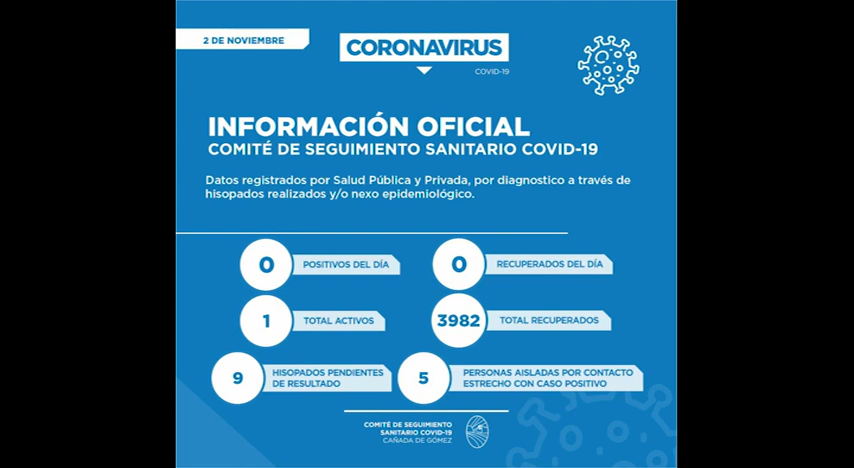 2 DE NOVIEMBRE
CORONAVIRUS
COVID-19
INFORMACIÓN OFICIAL
COMITÉ DE SEGUIMIENTO SANITARIO COVID-19
Datos registrados por Salud Pública y Privada, por diagnostico a través de
hisopados realizados y/o nexo epidemiológico.
0 POSITIVOS DEL DÍA
0 RECUPERADOS DEL DÍA
1 TOTAL ACTIVOS
3982 TOTAL RECUPERADOS
9 HISOPADOS PENDIENTES
DE RESULTADO
5 PERSONAS AISLADAS POR CONTACTO
ESTRECHO CON CASO POSITIVO
COMITÉ DE SEGUIMIENTO
SANITARIO COVID-19
CAÑADA DE GÓMEZ